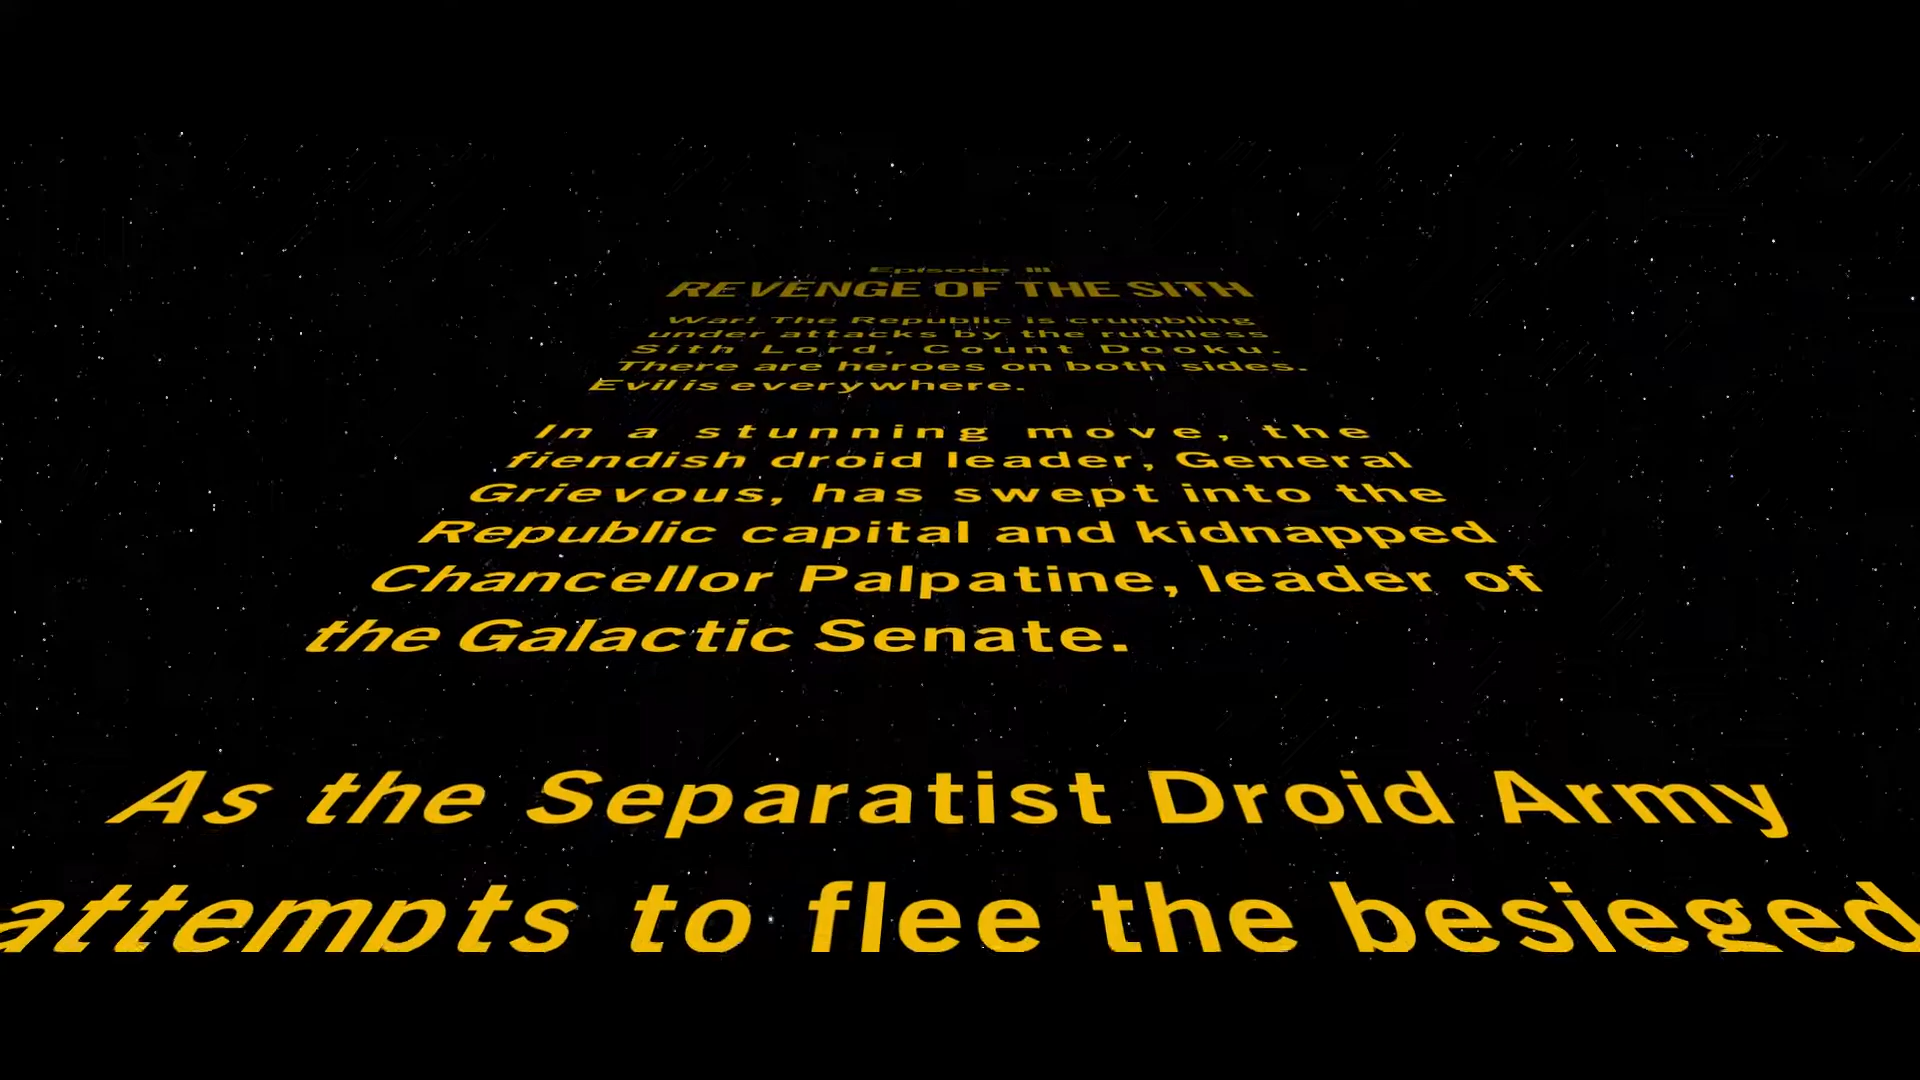 Episode III
REVENGE OF THE SITH
War! The Republic is crumbling
under attacks by the ruthless
Sith Lord, Count Dooku.
There are heroes on both sides.
Evil is everywhere.
In a stunning move, the
fiendish droid leader, General
Grievous, has swept into the
Republic capital and kidnapped
Chancellor Palpatine, leader of
the Galactic Senate.
As the Separatist Droid Army
attempts to flee the besieged